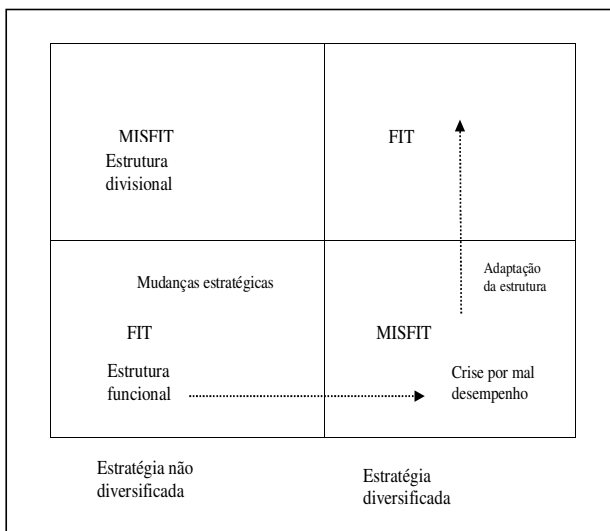 MISFIT
Estrutura
divisional
FIT
Mudanças estratégicas
Adaptação
da estrutura
FIT
MISFIT
Estrutura
funcional
Crise por mal
desempenho
Estratégia não
diversificada
Estratégia
diversificada